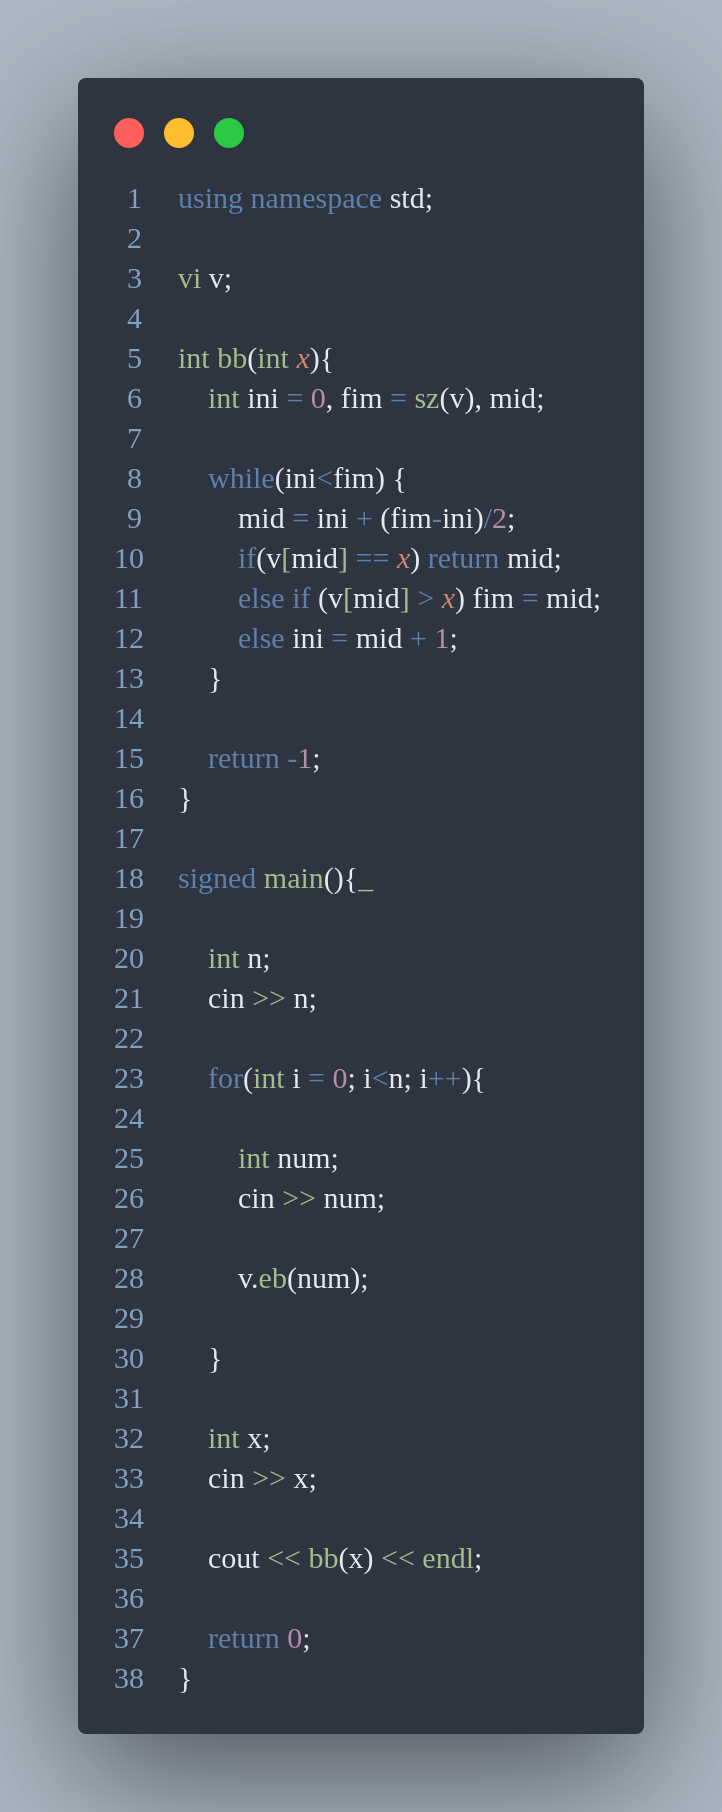 1 using namespace std;
2
3 vi v;
4
5 int bb(int x){
6     int ini = 0, fim = sz(v), mid;
7
8     while(ini<fim) {
9         mid = ini + (fim-ini)/2;
10         if(v[mid] == x) return mid;
11         else if (v[mid] > x) fim = mid;
12         else ini = mid + 1;
13     }
14
15     return -1;
16 }
17
18 signed main(){_
19
20     int n;
21     cin >> n;
22
23     for(int i = 0; i<n; i++){
24
25         int num;
26         cin >> num;
27
28         v.eb(num);
29
30     }
31
32     int x;
33     cin >> x;
34
35     cout << bb(x) << endl;
36
37     return 0;
38 }